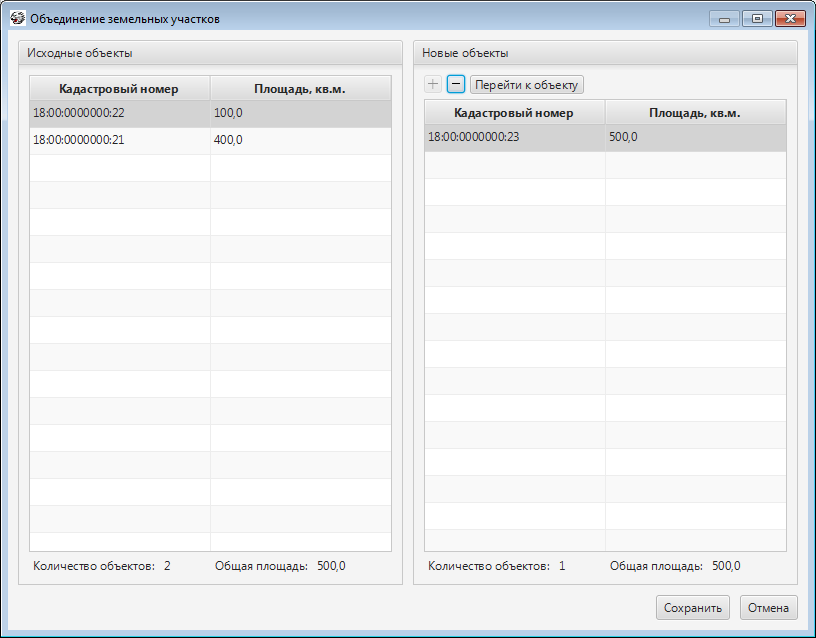 Объединение земельных участков
Исходные объекты
Кадастровый номер Площадь, кв.м.
18:00:0000000:22 100,0
18:00:0000000:21 400,0
Количество объектов: 2 Общая площадь: 500,0
Новые объекты
+ − Перейти к объекту
Кадастровый номер Площадь, кв.м.
18:00:0000000:23 500,0
Количество объектов: 1 Общая площадь: 500,0
Сохранить Отмена